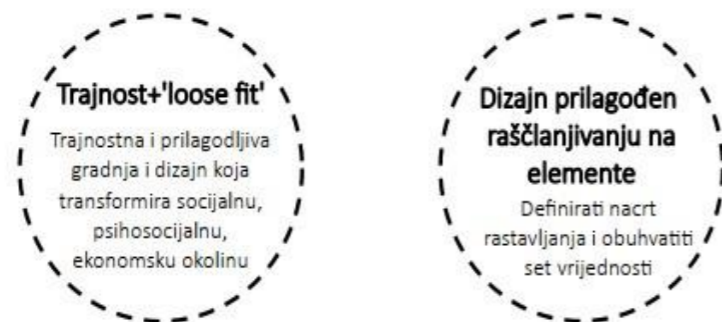 Trajnost+'loose fit'
Trajnostna i prilagodljiva
gradnja i dizajn koja
transformira socijalnu,
psihosocijalnu,
ekonomsku okolinu
Dizajn prilagođen
raščlanjivanju na
elemente
Definirati nacrt
rastavljanja i obuhvatiti
set vrijednosti